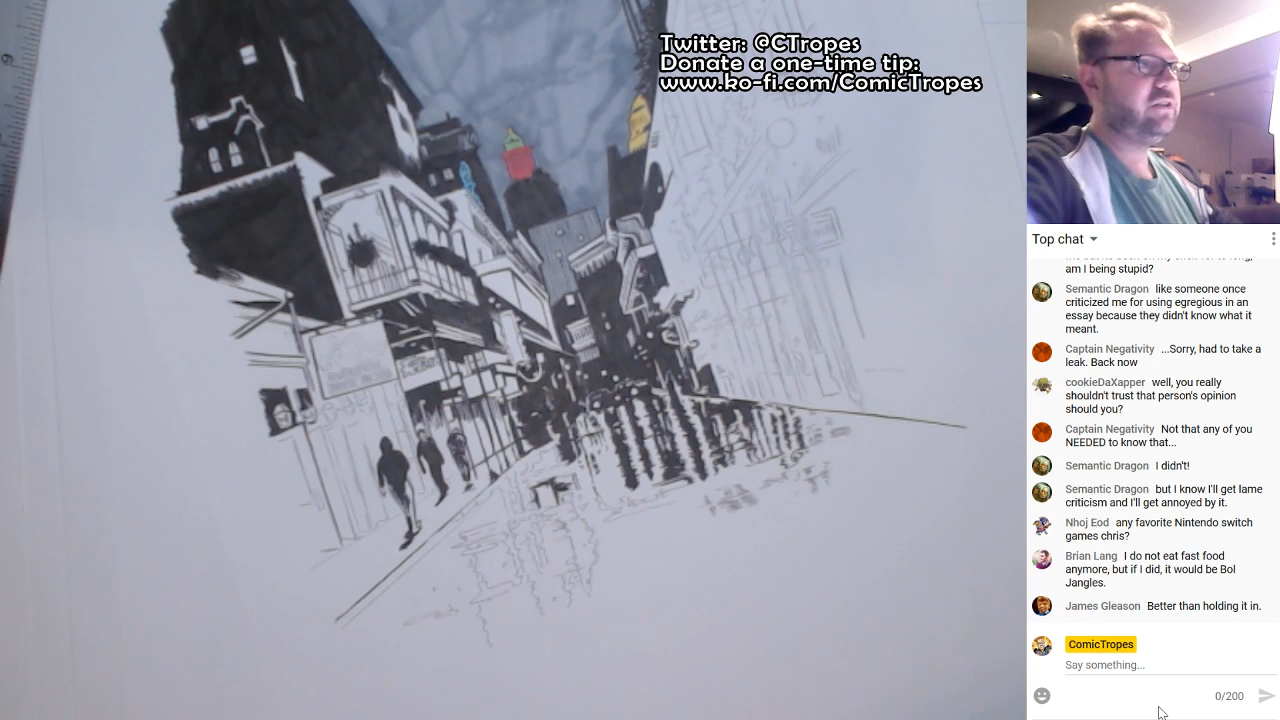 Twitter: @CTropes
Donate a one-time tip:
www.ko-fi.com/ComicTropes
Top chat
am I being stupid?
Semantic Dragon like someone once
criticized me for using egregious in an
essay because they didn't know what it
meant.
Captain Negativity ...Sorry, had to take a
leak. Back now
cookieDaXapper well, you really
shouldn't trust that person's opinion
should you?
Captain Negativity Not that any of you
NEEDED to know that...
Semantic Dragon I didn't!
Semantic Dragon but I know I'll get lame
criticism and I'll get annoyed by it.
Nhoj Eod any favorite Nintendo switch
games chris?
Brian Lang I do not eat fast food
anymore, but if I did, it would be Bol
Jangles.
James Gleason Better than holding it in.
ComicTropes
Say something...
0/200